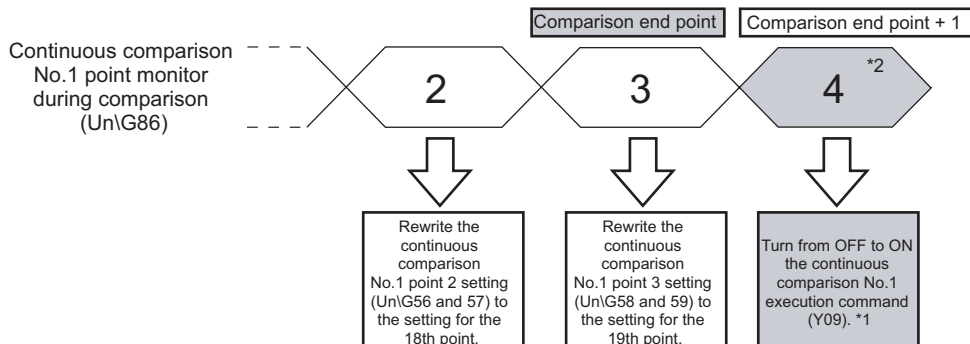 Comparison end point
Comparison end point + 1
Continuous comparison
No.1 point monitor
during comparison
(Un\G86)
2
3
4
*2
Rewrite the
continuous
comparison
No.1 point 2 setting
(Un\G56 and 57) to
the setting for the
18th point.
Rewrite the
continuous
comparison
No.1 point 3 setting
(Un\G58 and 59) to
the setting for the
19th point.
Turn from OFF to ON
the continuous
comparison No.1
execution command
(Y09). *1